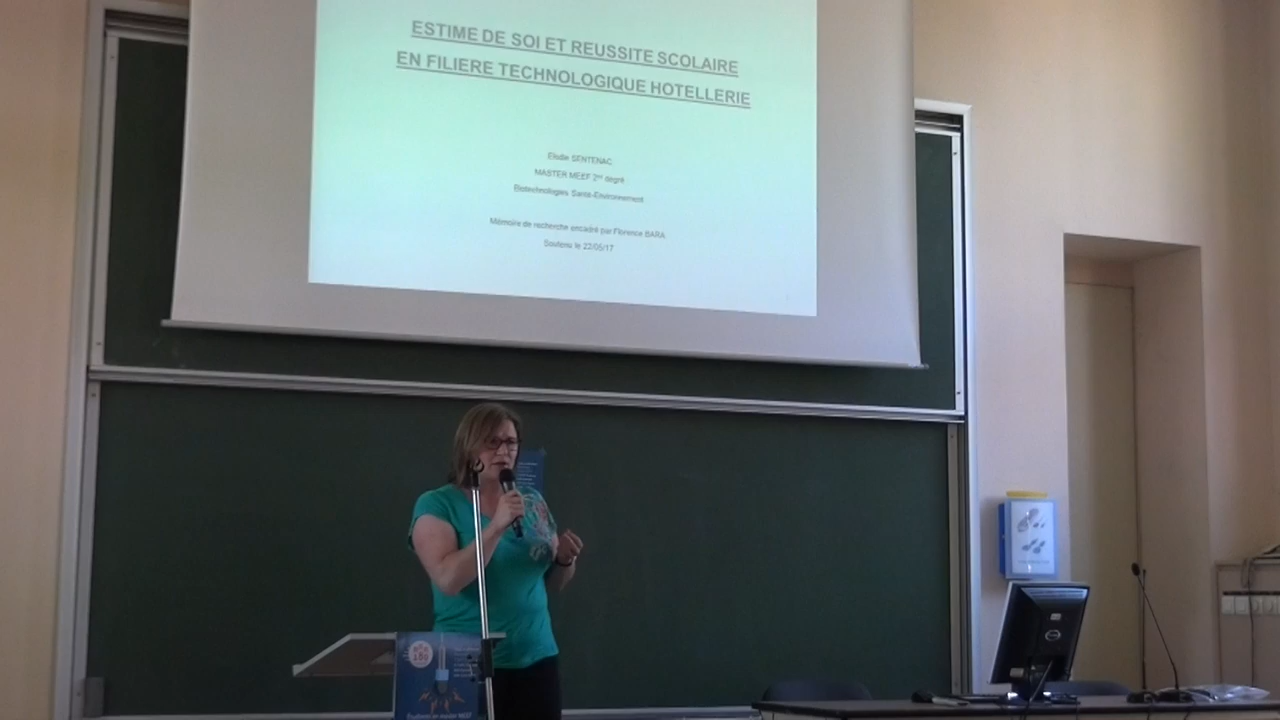 ESTIME DE SOI ET REUSSITE SCOLAIRE
EN FILIERE TECHNOLOGIQUE HOTELLERIE
Elodie SENTENAC
MASTER MEEF 2nd degré
Biotechnologies Santé-Environnement
Mémoire de recherche encadré par Florence BARA
Soutenu le 22/05/17
180